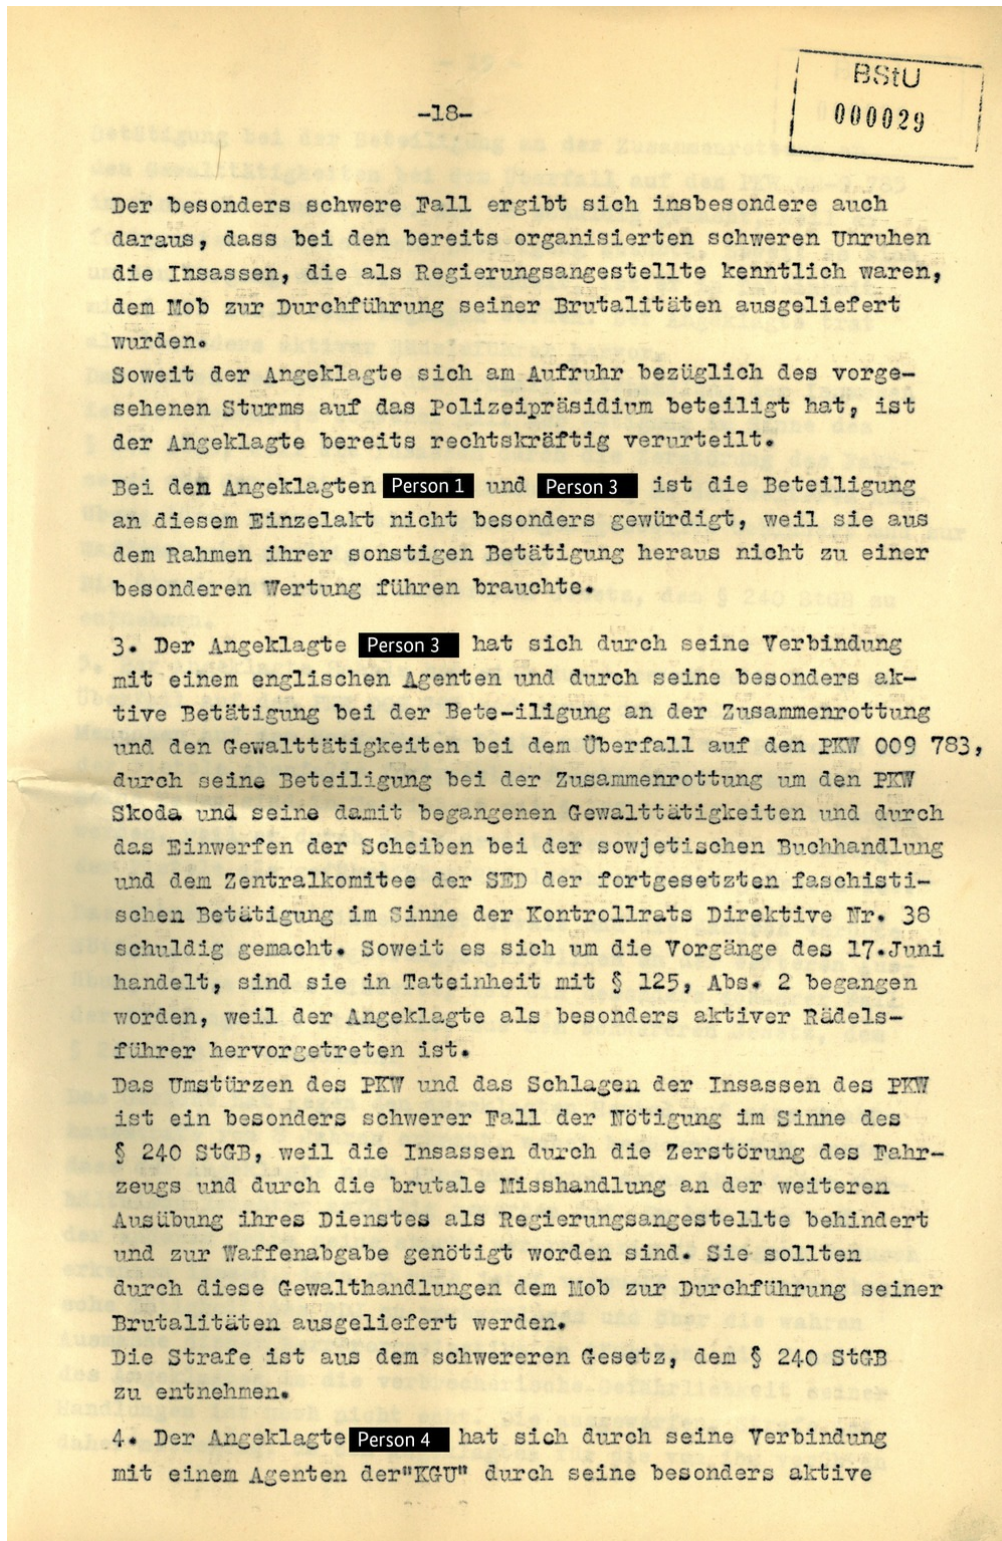 BStU
000029
-18-
Der besonders schwere Fall ergibt sich insbesondere auch
daraus, dass bei den bereits organisierten schweren Unruhen
die Insassen, die als Regierungsangestellte kenntlich waren,
dem Mob zur Durchführung seiner Brutalitäten ausgeliefert
wurden.
Soweit der Angeklagte sich am Aufruhr bezüglich des vorge-
sehenen Sturms auf das Polizeipräsidium beteiligt hat, ist
der Angeklagte bereits rechtskräftig verurteilt.
Bei den Angeklagten Person 1 und Person 3 ist die Beteiligung
an diesem Einzelakt nicht besonders gewürdigt, weil sie aus
dem Rahmen ihrer sonstigen Betätigung heraus nicht zu einer
besonderen Wertung führen brauchte.
3. Der Angeklagte Person 3 hat sich durch seine Verbindung
mit einem englischen Agenten und durch seine besonders ak-
tive Betätigung bei der Bete-iligung an der Zusammenrottung
und den Gewalttätigkeiten bei dem Überfall auf den PKW 009 783,
durch seine Beteiligung bei der Zusammenrottung um den PKW
Skoda und seine damit begangenen Gewalttätigkeiten und durch
das Einwerfen der Scheiben bei der sowjetischen Buchhandlung
und dem Zentralkomitee der SED der fortgesetzten faschisti-
schen Betätigung im Sinne der Kontrollrats Direktive Nr. 38
schuldig gemacht. Soweit es sich um die Vorgänge des 17.Juni
handelt, sind sie in Tateinheit mit § 125, Abs. 2 begangen
worden, weil der Angeklagte als besonders aktiver Rädels-
führer hervorgetreten ist.
Das Umstürzen des PKW und das Schlagen der Insassen des PKW
ist ein besonders schwerer Fall der Nötigung im Sinne des
§ 240 StGB, weil die Insassen durch die Zerstörung des Fahr-
zeugs und durch die brutale Misshandlung an der weiteren
Ausübung ihres Dienstes als Regierungsangestellte behindert
und zur Waffenabgabe genötigt worden sind. Sie sollten
durch diese Gewalthandlungen dem Mob zur Durchführung seiner
Brutalitäten ausgeliefert werden.
Die Strafe ist aus dem schwereren Gesetz, dem § 240 StGB
zu entnehmen.
4. Der Angeklagte Person 4 hat sich durch seine Verbindung
mit einem Agenten der"KGU" durch seine besonders aktive